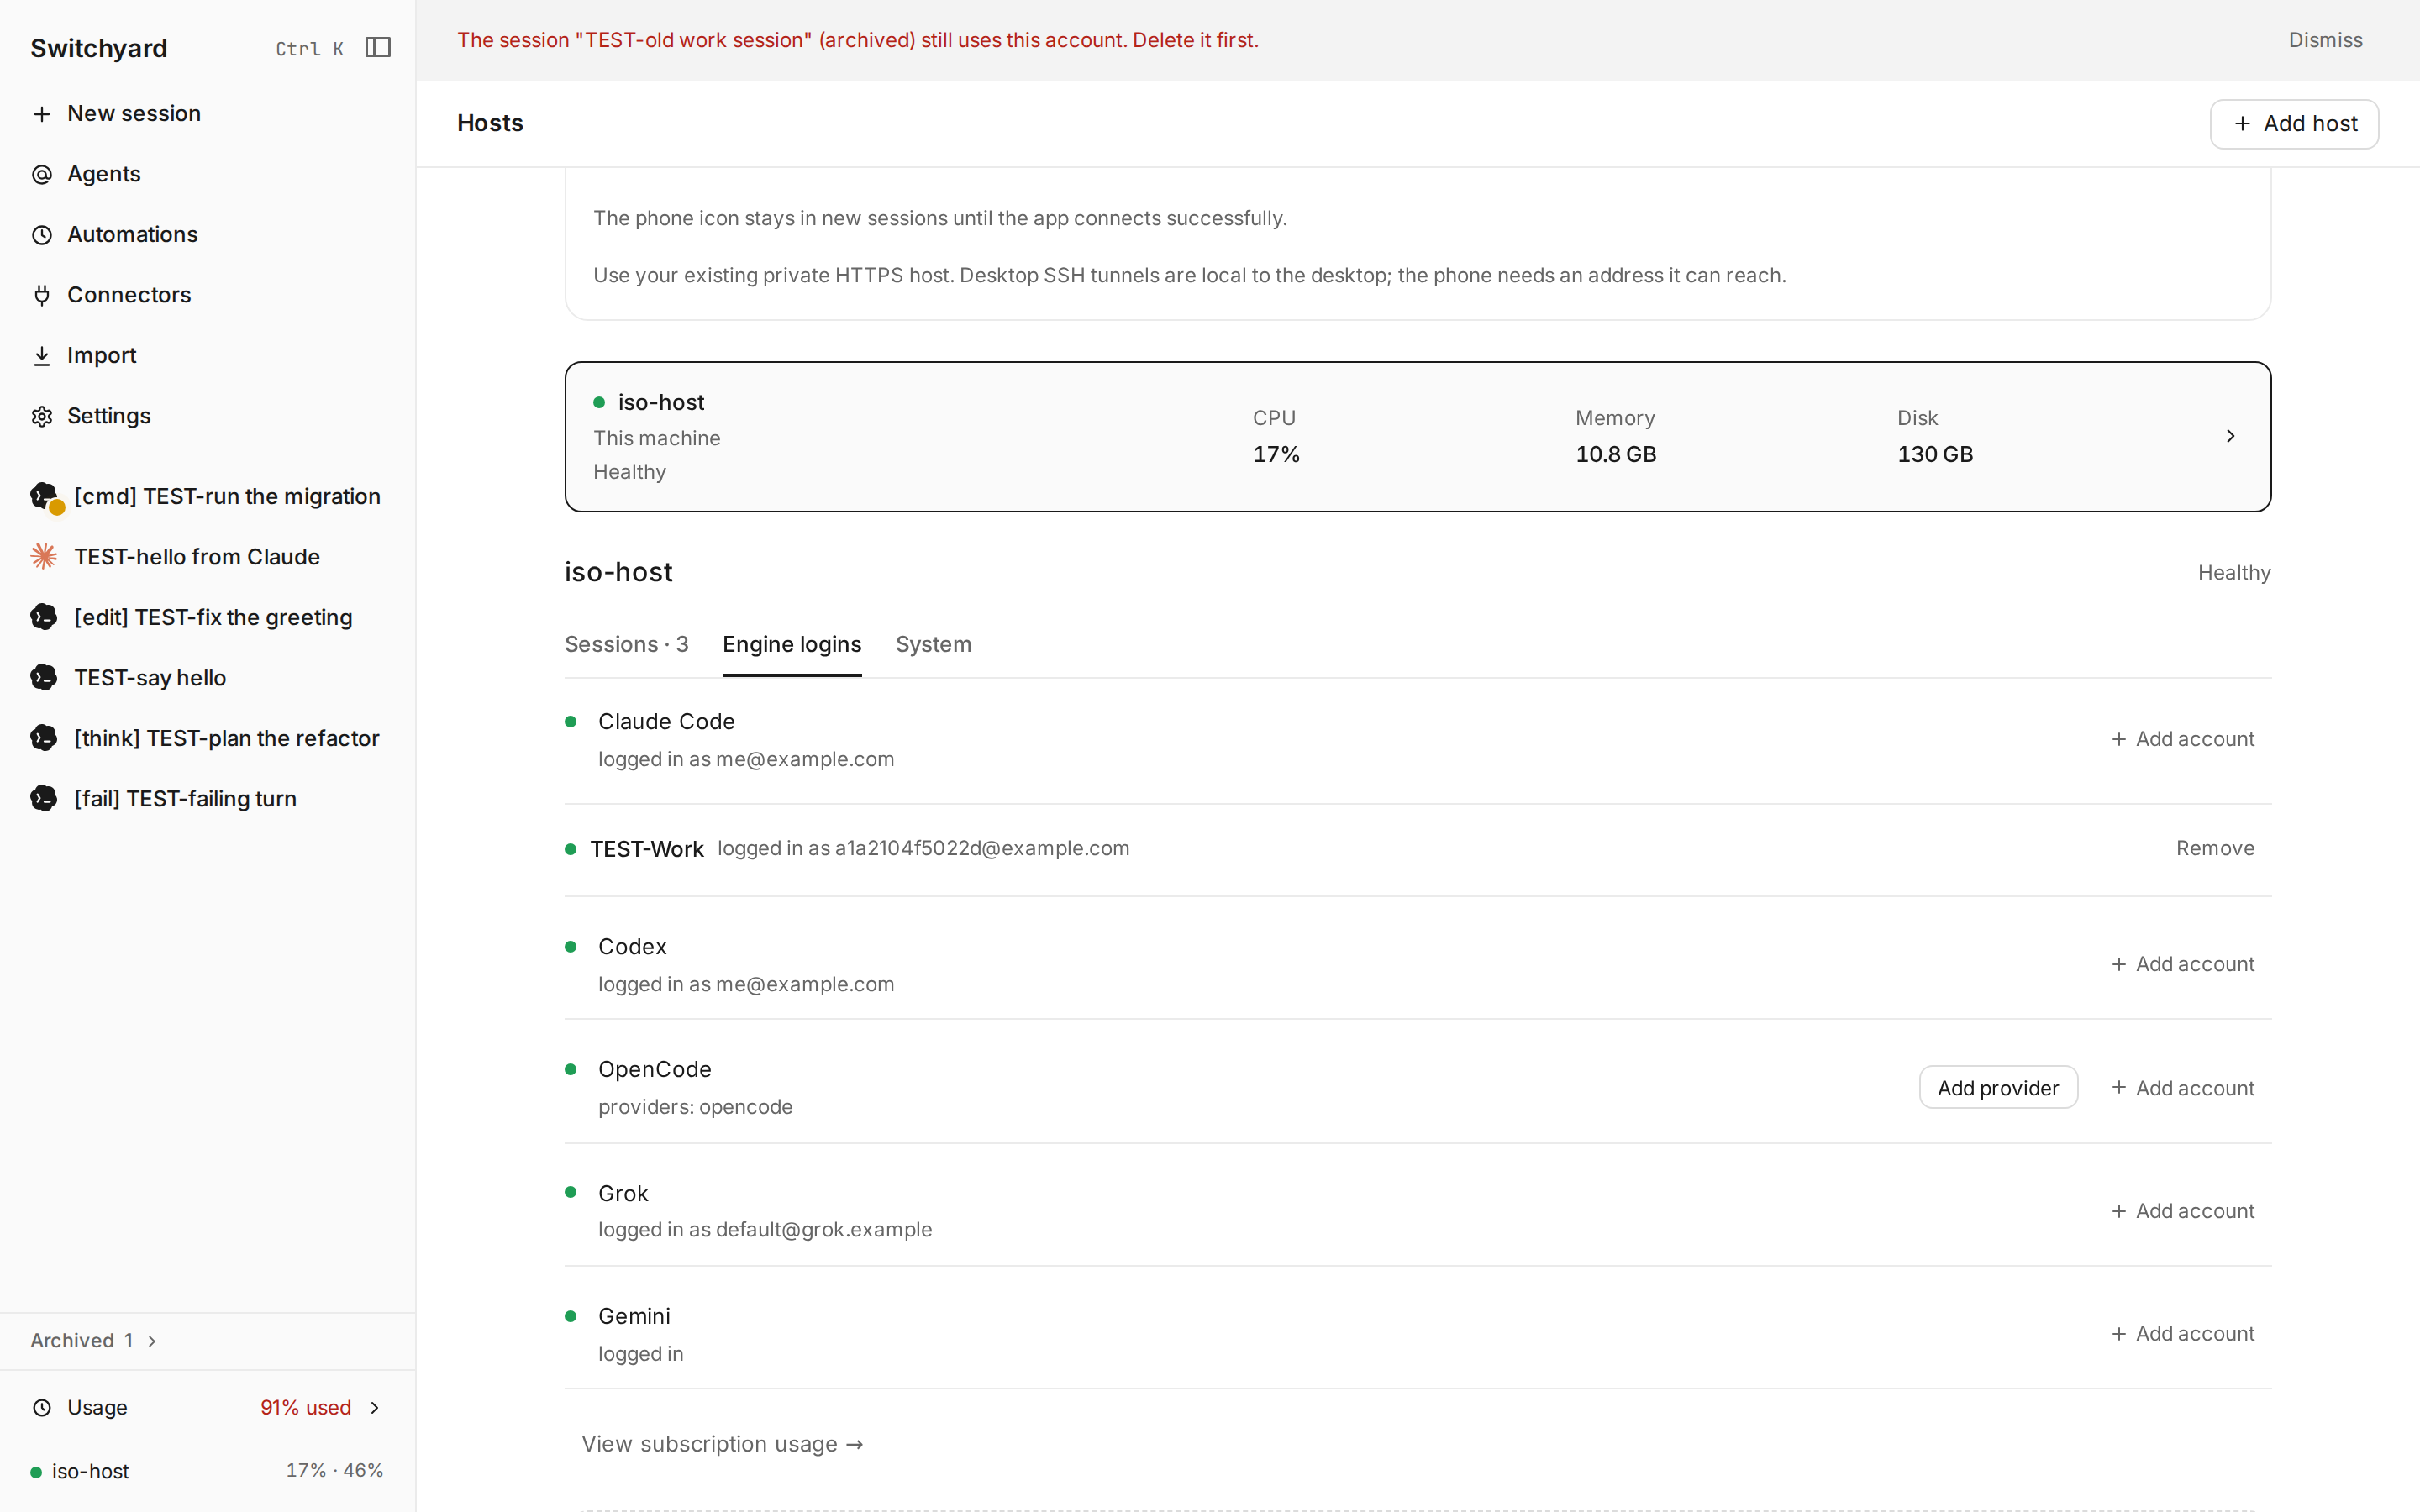 Switchyard
Ctrl K
New session
Agents
Automations
Connectors
Import
Settings
[cmd] TEST-run the migration
TEST-hello from Claude
[edit] TEST-fix the greeting
TEST-say hello
[think] TEST-plan the refactor
[fail] TEST-failing turn
Archived 1
Usage 91% used
iso-host 17% · 46%
The session "TEST-old work session" (archived) still uses this account. Delete it first.
Dismiss
Hosts
+ Add host
The phone icon stays in new sessions until the app connects successfully.
Use your existing private HTTPS host. Desktop SSH tunnels are local to the desktop; the phone needs an address it can reach.
iso-host
This machine
Healthy
CPU
17%
Memory
10.8 GB
Disk
130 GB
iso-host
Healthy
Sessions · 3 Engine logins System
Claude Code
logged in as me@example.com
+ Add account
TEST-Work logged in as a1a2104f5022d@example.com
Remove
Codex
logged in as me@example.com
+ Add account
OpenCode
providers: opencode
Add provider
+ Add account
Grok
logged in as default@grok.example
+ Add account
Gemini
logged in
+ Add account
View subscription usage →